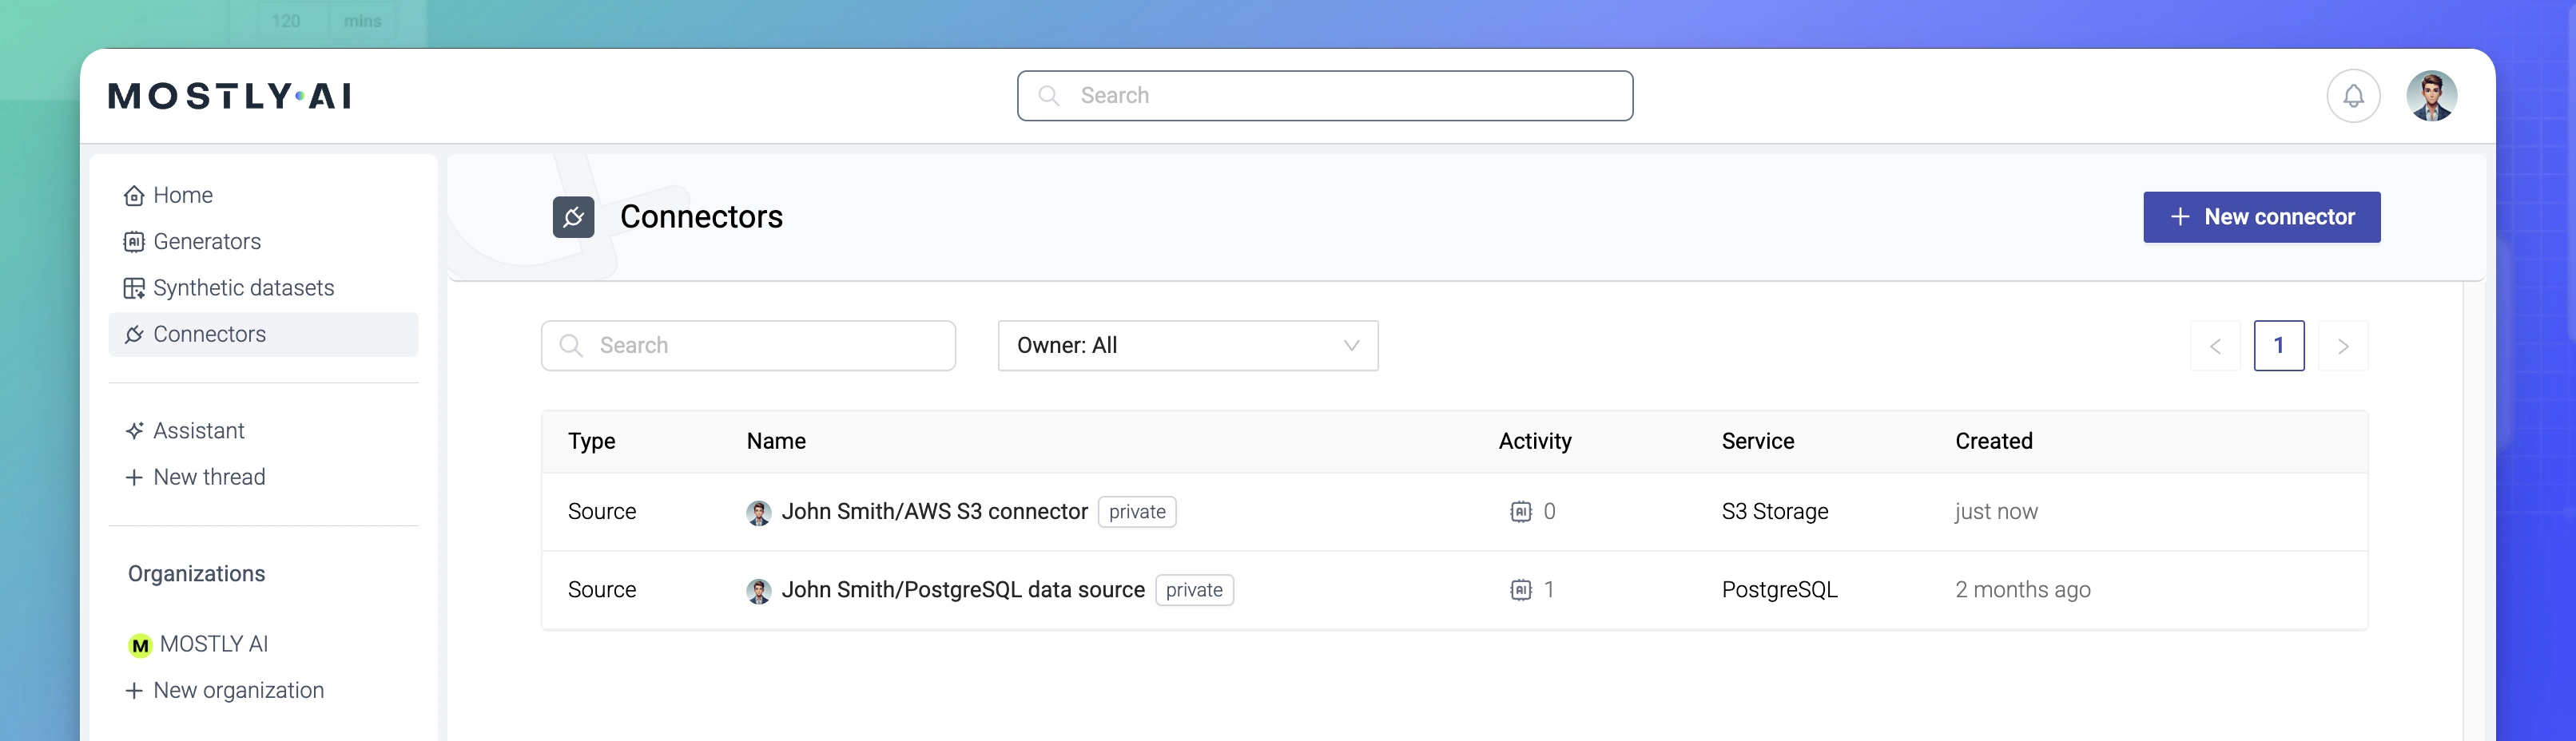 120 mins
MOSTLY AI
Search
Home
Generators
Synthetic datasets
Connectors
Assistant
New thread
Organizations
M MOSTLY AI
New organization
Connectors
+ New connector
Search
Owner: All
< 1 >
Type Name Activity Service Created
Source John Smith/AWS S3 connector private AI 0 S3 Storage just now
Source John Smith/PostgreSQL data source private AI 1 PostgreSQL 2 months ago